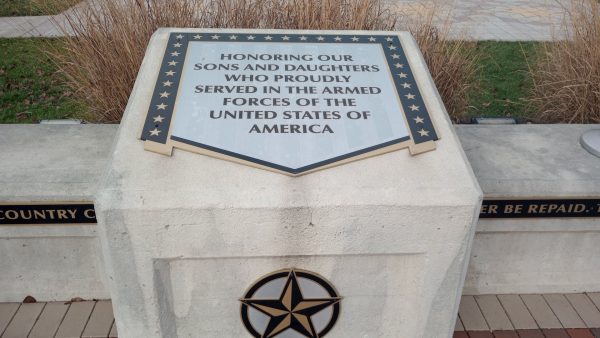 HONORING OUR
SONS AND DAUGHTERS
WHO PROUDLY
SERVED IN THE ARMED
FORCES OF THE
UNITED STATES OF
AMERICA
COUNTRY
BE REPAID.